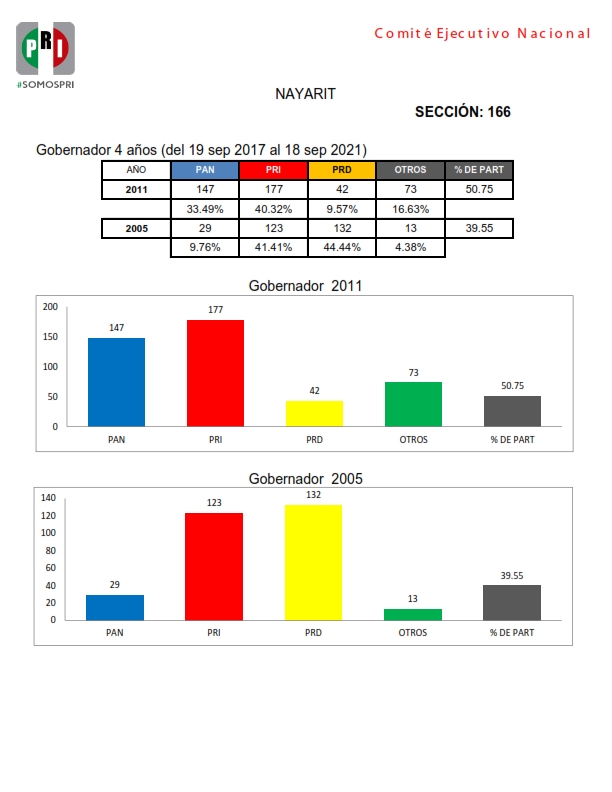 Comité Ejecutivo Nacional
PRI
#SOMOSPRI
NAYARIT
SECCIÓN: 166
Gobernador 4 años (del 19 sep 2017 al 18 sep 2021)
AÑO PAN PRI PRD OTROS % DE PART
2011 147 177 42 73 50.75
33.49% 40.32% 9.57% 16.63%
2005 29 123 132 13 39.55
9.76% 41.41% 44.44% 4.38%
Gobernador 2011
200
150
100
50
0
147 177 42 73 50.75
PAN PRI PRD OTROS % DE PART
Gobernador 2005
140
120
100
80
60
40
20
0
29 123 132 13 39.55
PAN PRI PRD OTROS % DE PART